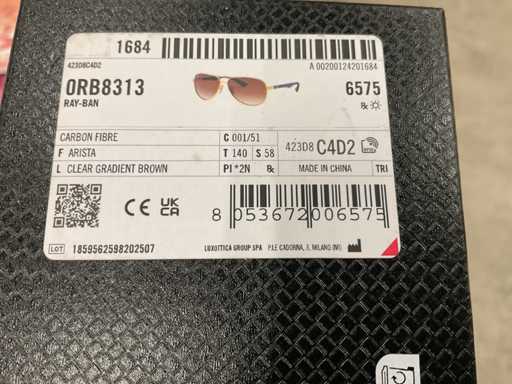 1684
423D8C4D2
A 00200124201684
0RB8313
6575
RAY-BAN
℞
CARBON FIBRE
C 001/51
F ARISTA
T 140 S 58
423D8 C4D2
L CLEAR GRADIENT BROWN
P1 *2N ℞
MADE IN CHINA
TRI
CE UK CA
8 053672 006575
LOT 1859562598202507
LUXOTTICA GROUP SPA P.LE CADORNA, 3, MILANO (MI)